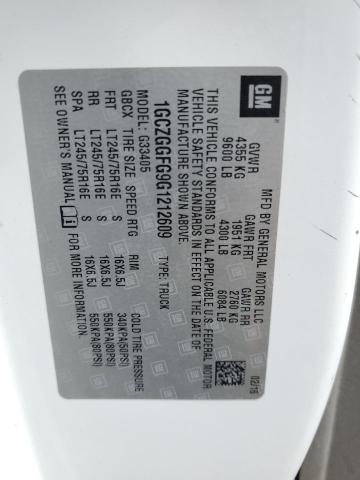 GM
MFD BY GENERAL MOTORS LLC
02/16
GVWR GAWR FRT GAWR RR
4355 KG 1951 KG 2760 KG
9600 LB 4300 LB 6084 LB
THIS VEHICLE CONFORMS TO ALL APPLICABLE U.S. FEDERAL MOTOR
VEHICLE SAFETY STANDARDS IN EFFECT ON THE DATE OF
MANUFACTURE SHOWN ABOVE.
1GCZGGFG9G1212609 TYPE: TRUCK
MODEL: G33405
GBCX TIRE SIZE SPEED RTG RIM COLD TIRE PRESSURE
FRT LT245/75R16E S 16X6.5J 340KPA(50PSI)
RR LT245/75R16E S 16X6.5J 550KPA(80PSI)
SPA LT245/75R16E S 16X6.5J 550KPA(80PSI)
SEE OWNER'S MANUAL